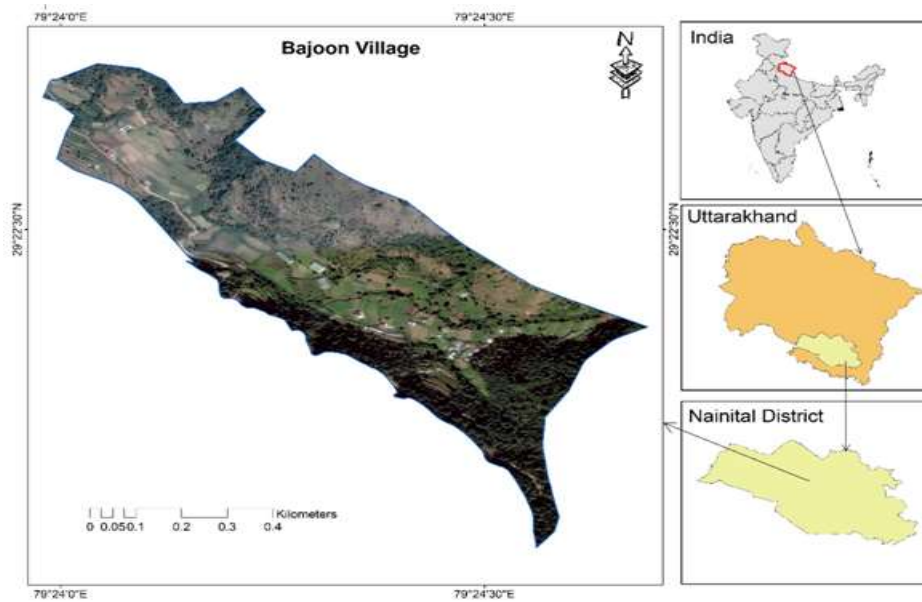 79°24'0"E
79°24'30"E
Bajoon Village
N
29°22'30"N
29°22'30"N
Kilometers
0 0.050.1 0.2 0.3 0.4
79°24'0"E
79°24'30"E
India
Uttarakhand
Nainital District